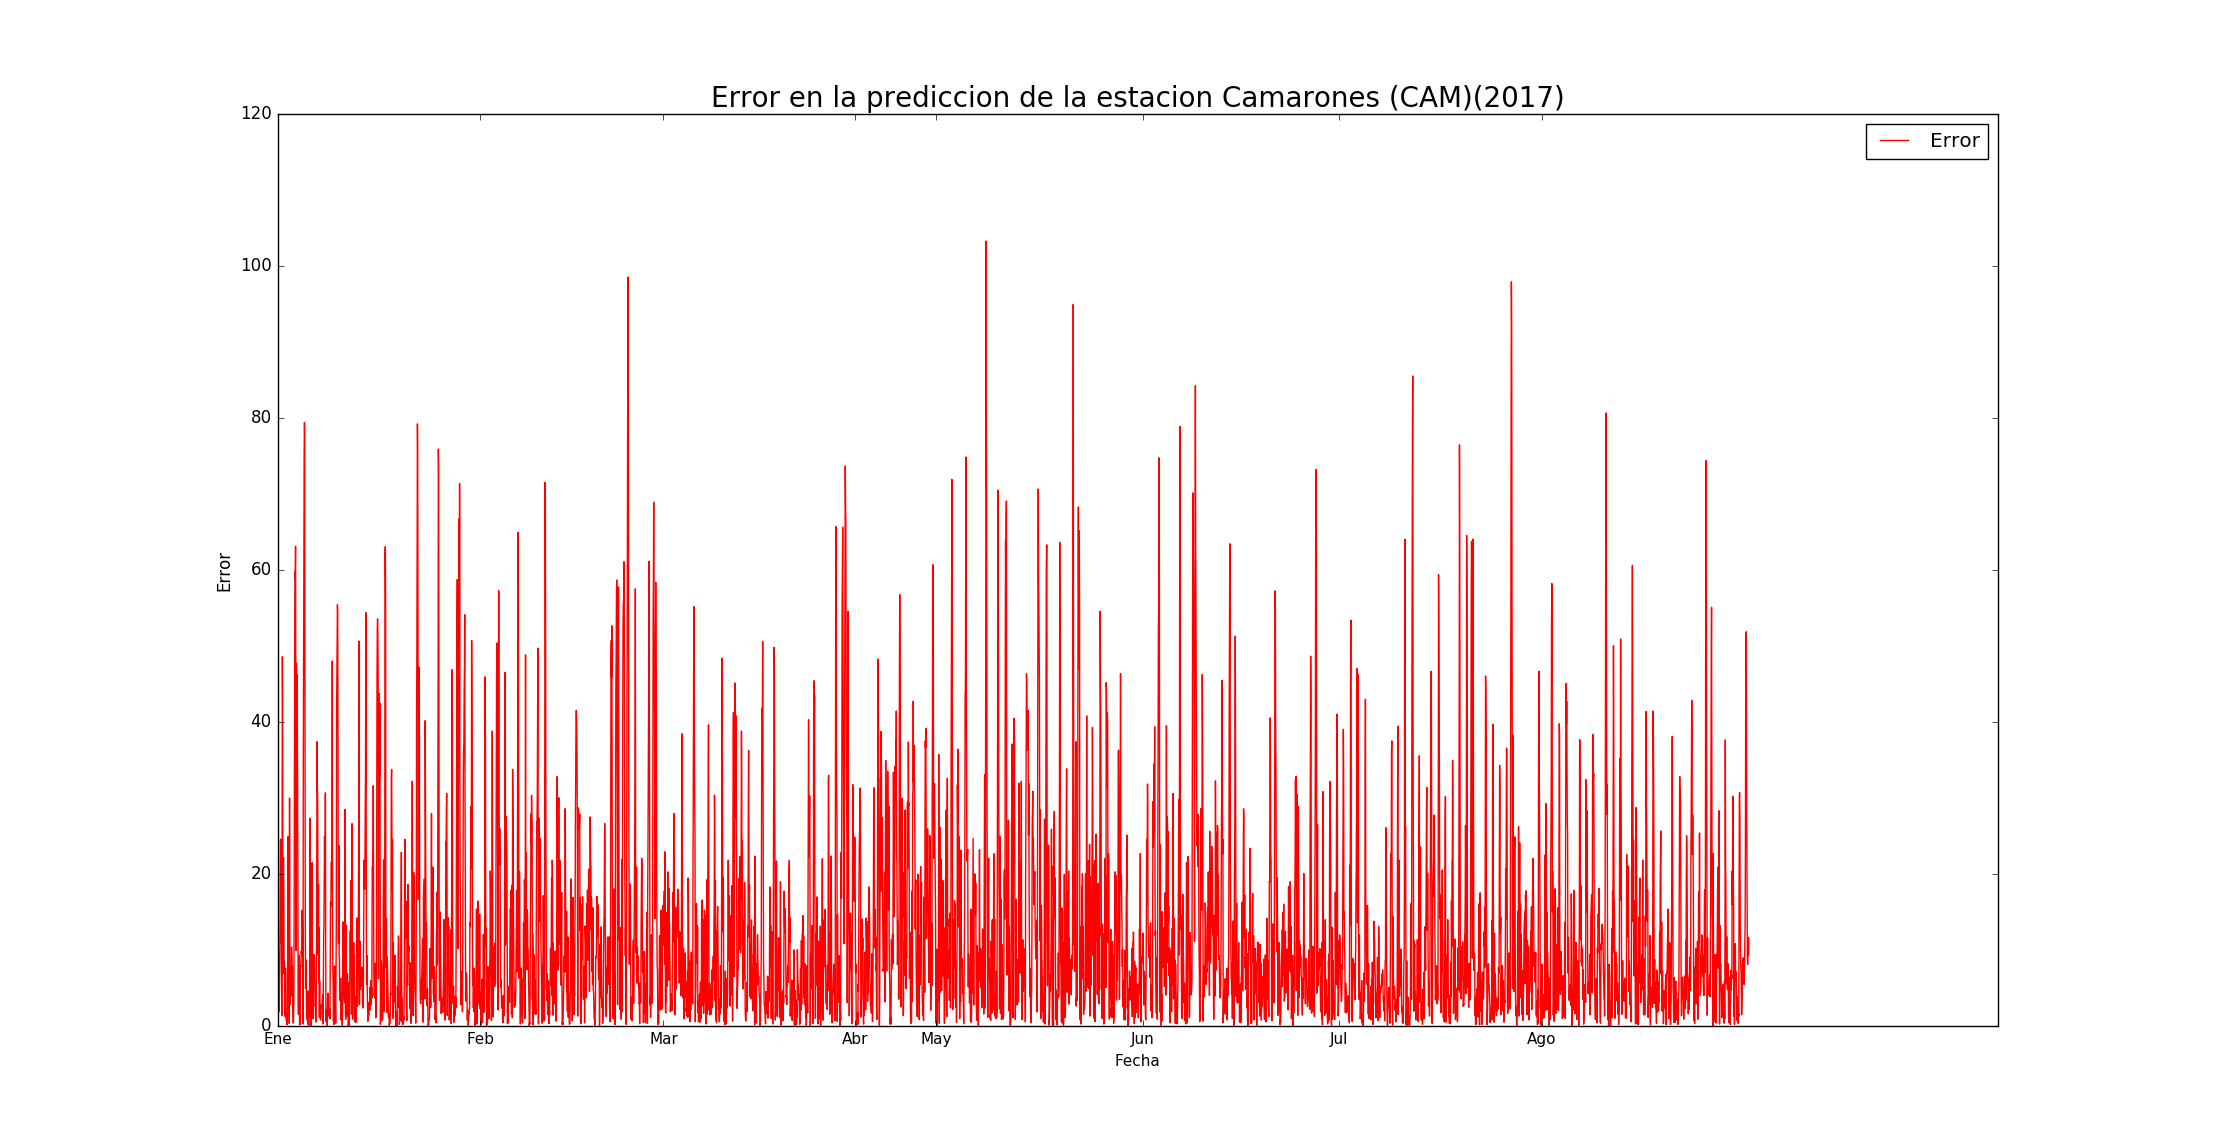 Error en la prediccion de la estacion Camarones (CAM)(2017)
120
Error
100
80
60
Error
40
20
0
Ene Feb Mar Abr May Jun Jul Ago
Fecha